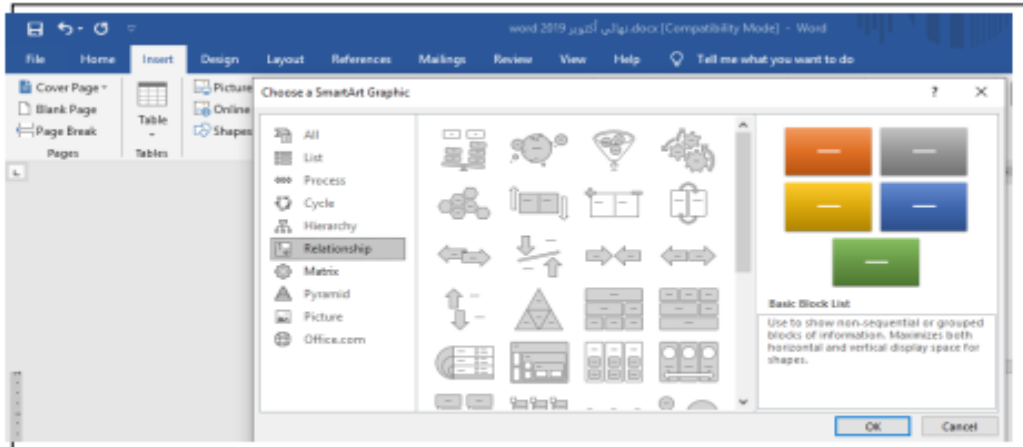 word 2019 نهائي أكتوبر.docx [Compatibility Mode] - Word
File Home Insert Design Layout References Mailings Review View Help Tell me what you want to do
Cover Page
Blank Page
Page Break
Pages
Table
Tables
Picture
Online
Shapes
Choose a SmartArt Graphic ? ×
All
List
Process
Cycle
Hierarchy
Relationship
Matrix
Pyramid
Picture
Office.com
Basic Block List
Use to show non-sequential or grouped
blocks of information. Maximizes both
horizontal and vertical display space for
shapes.
OK Cancel